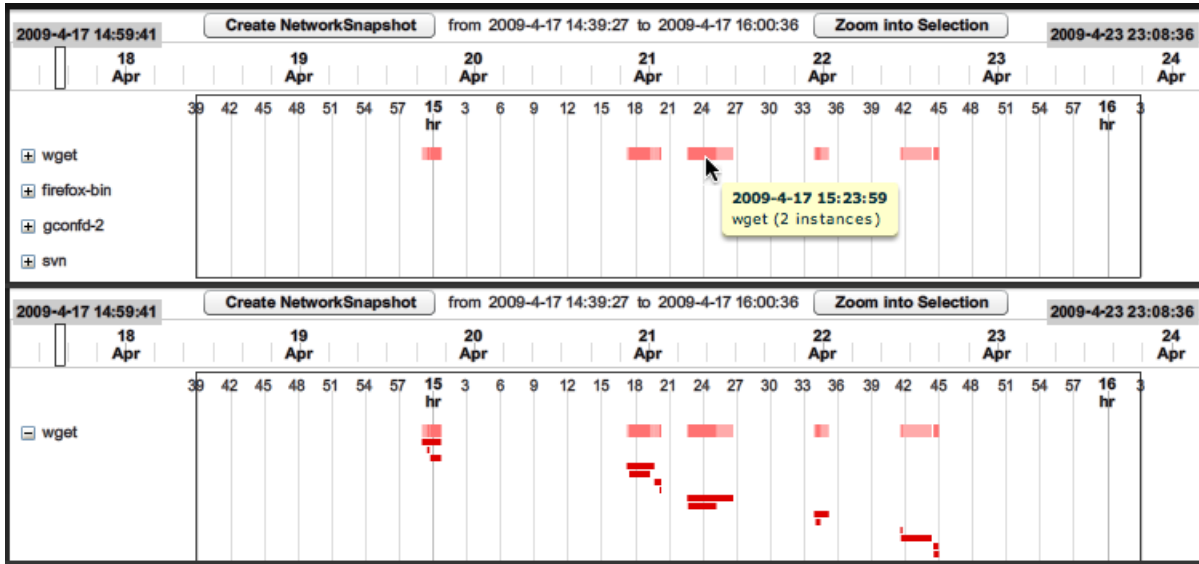 2009-4-17 14:59:41 Create NetworkSnapshot from 2009-4-17 14:39:27 to 2009-4-17 16:00:36 Zoom into Selection 2009-4-23 23:08:36
18 19 20 21 22 23 24
Apr Apr Apr Apr Apr Apr Apr
39 42 45 48 51 54 57 15 3 6 9 12 15 18 21 24 27 30 33 36 39 42 45 48 51 54 57 16 3
hr hr
wget
firefox-bin
gconfd-2
svn
2009-4-17 15:23:59
wget (2 instances)
2009-4-17 14:59:41 Create NetworkSnapshot from 2009-4-17 14:39:27 to 2009-4-17 16:00:36 Zoom into Selection 2009-4-23 23:08:36
18 19 20 21 22 23 24
Apr Apr Apr Apr Apr Apr Apr
39 42 45 48 51 54 57 15 3 6 9 12 15 18 21 24 27 30 33 36 39 42 45 48 51 54 57 16 3
hr hr
wget